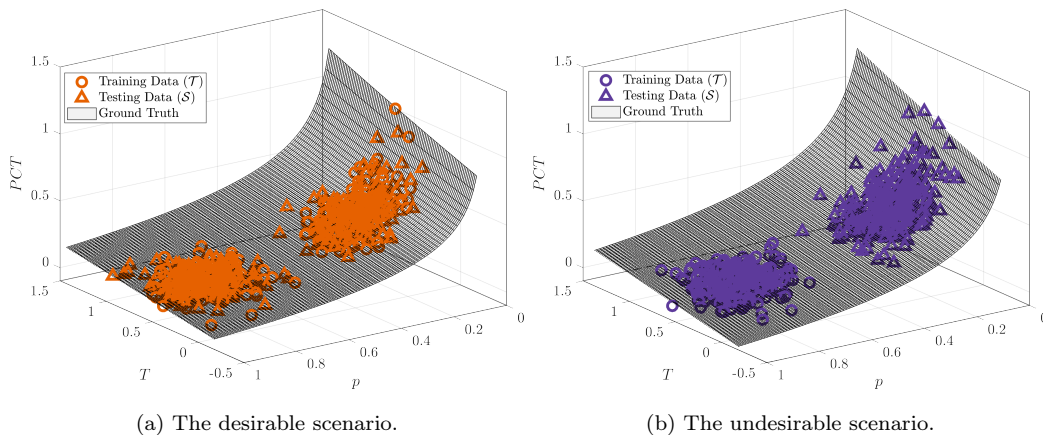 1.5
1
0.5
0
PCT
Training Data (𝒯)
Testing Data (𝒮)
Ground Truth
1.5
1
0.5
0
-0.5
T
1
0.8
0.6
0.4
0.2
0
p
(a) The desirable scenario.
1.5
1
0.5
0
PCT
Training Data (𝒯)
Testing Data (𝒮)
Ground Truth
1.5
1
0.5
0
-0.5
T
1
0.8
0.6
0.4
0.2
0
p
(b) The undesirable scenario.